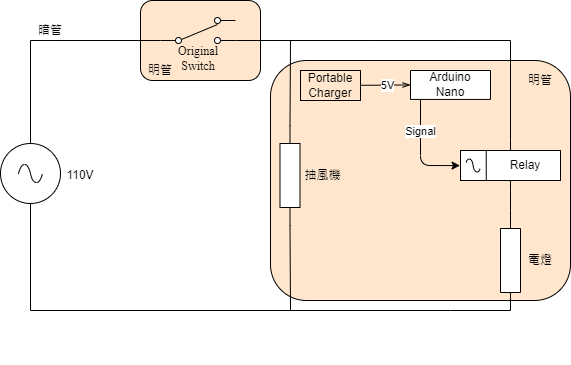 暗管
Original
Switch
明管
Portable
Charger
5V
Arduino
Nano
明管
Signal
Relay
110V
抽風機
電燈